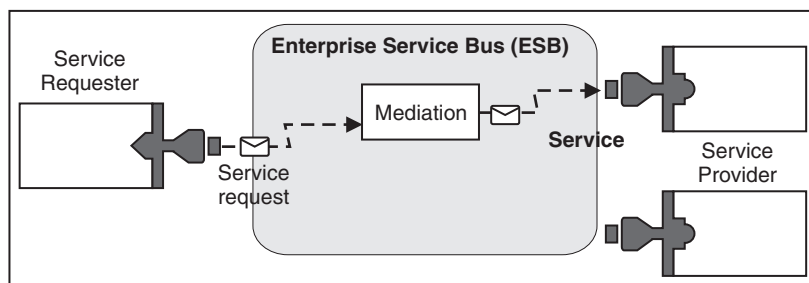 Enterprise Service Bus (ESB)
Service
Requester
Mediation
Service
request
Service
Service
Provider